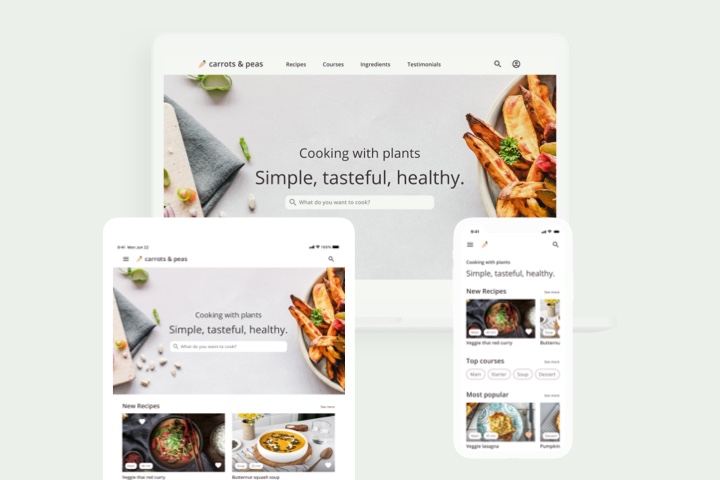 carrots & peas
Recipes
Courses
Ingredients
Testimonials
Cooking with plants
Simple, tasteful, healthy.
What do you want to cook?
9:41 Mon Jun 22
100%
carrots & peas
Cooking with plants
Simple, tasteful, healthy.
What do you want to cook?
New Recipes
See more
Veggie thai red curry
Butternut squash soup
9:41
Cooking with plants
Simple, tasteful, healthy.
New Recipes
See more
Veggie thai red curry
Butternu
Top courses
See more
Main
Starter
Soup
Dessert
Most popular
See more
Veggie lasagna
Pumpkin